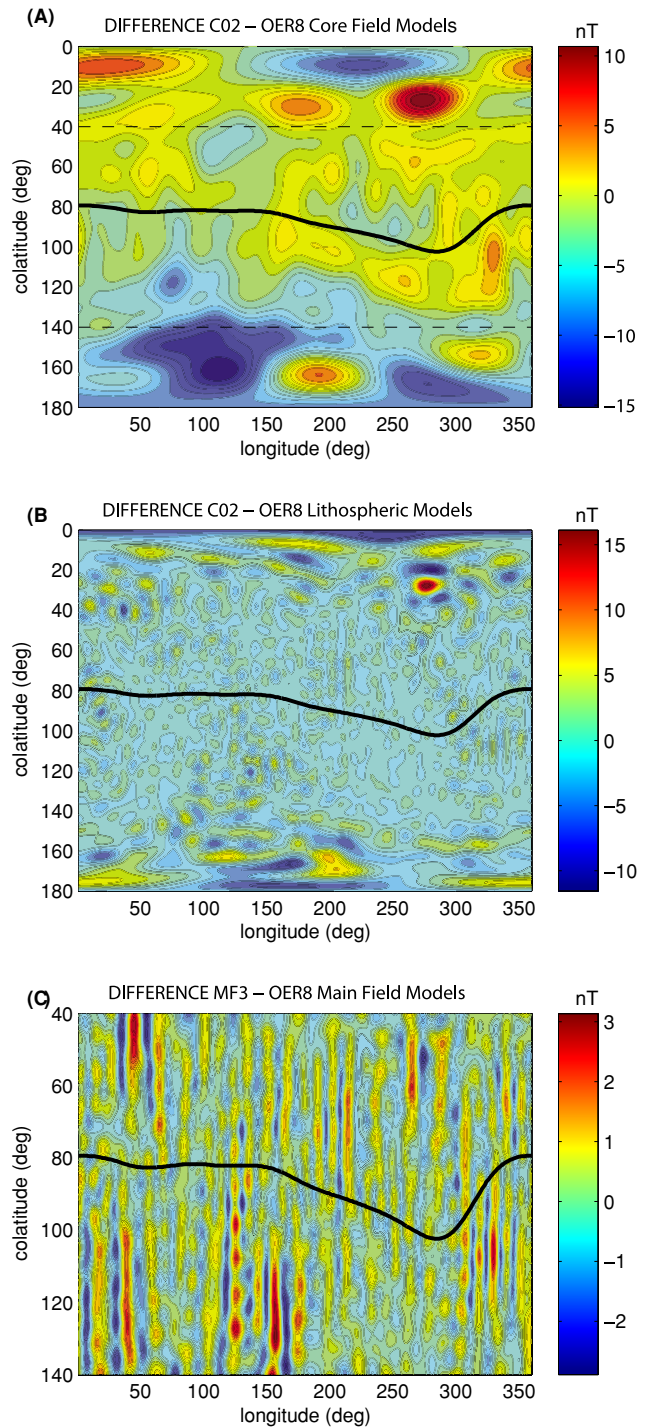 (A)
DIFFERENCE C02 – OER8 Core Field Models
nT
0
20
40
60
80
100
120
140
160
180
colatitude (deg)
50 100 150 200 250 300 350
longitude (deg)
10
5
0
−5
−10
−15
(B)
DIFFERENCE C02 – OER8 Lithospheric Models
nT
0
20
40
60
80
100
120
140
160
180
colatitude (deg)
50 100 150 200 250 300 350
longitude (deg)
15
10
5
0
−5
−10
(C)
DIFFERENCE MF3 – OER8 Main Field Models
nT
40
60
80
100
120
140
colatitude (deg)
50 100 150 200 250 300 350
longitude (deg)
3
2
1
0
−1
−2